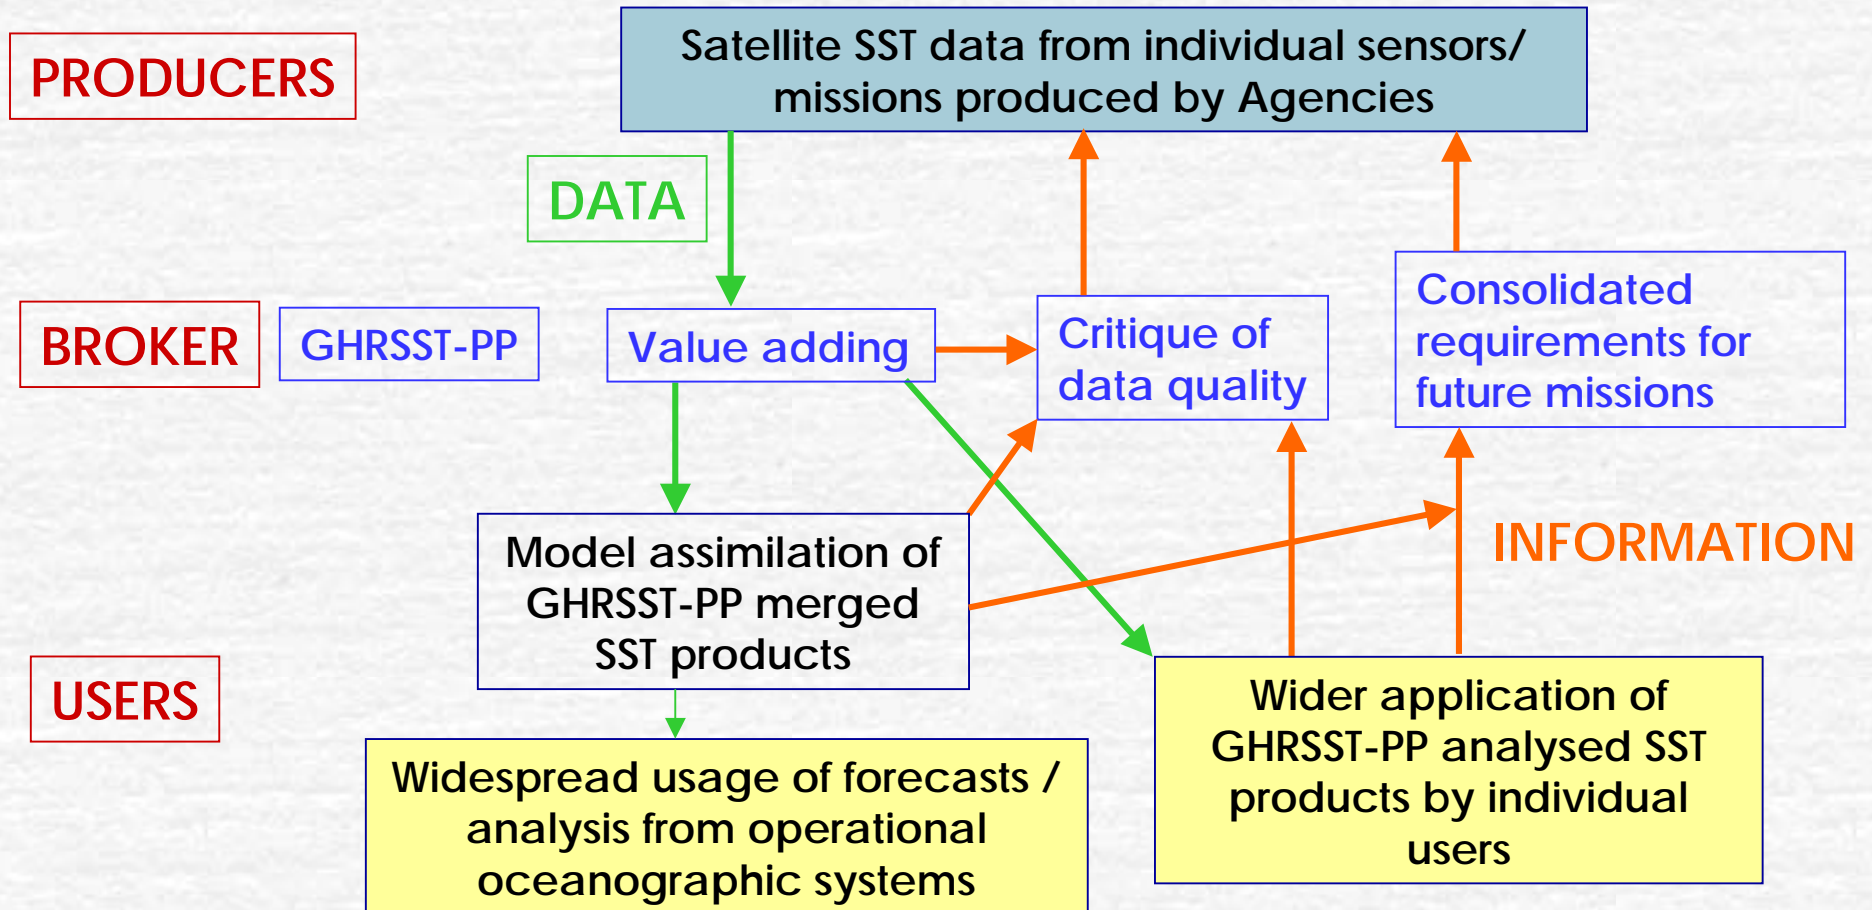 PRODUCERS
Satellite SST data from individual sensors/
missions produced by Agencies
DATA
BROKER
GHRSST-PP
Value adding
Critique of
data quality
Consolidated
requirements for
future missions
INFORMATION
Model assimilation of
GHRSST-PP merged
SST products
USERS
Wider application of
GHRSST-PP analysed SST
products by individual
users
Widespread usage of forecasts /
analysis from operational
oceanographic systems